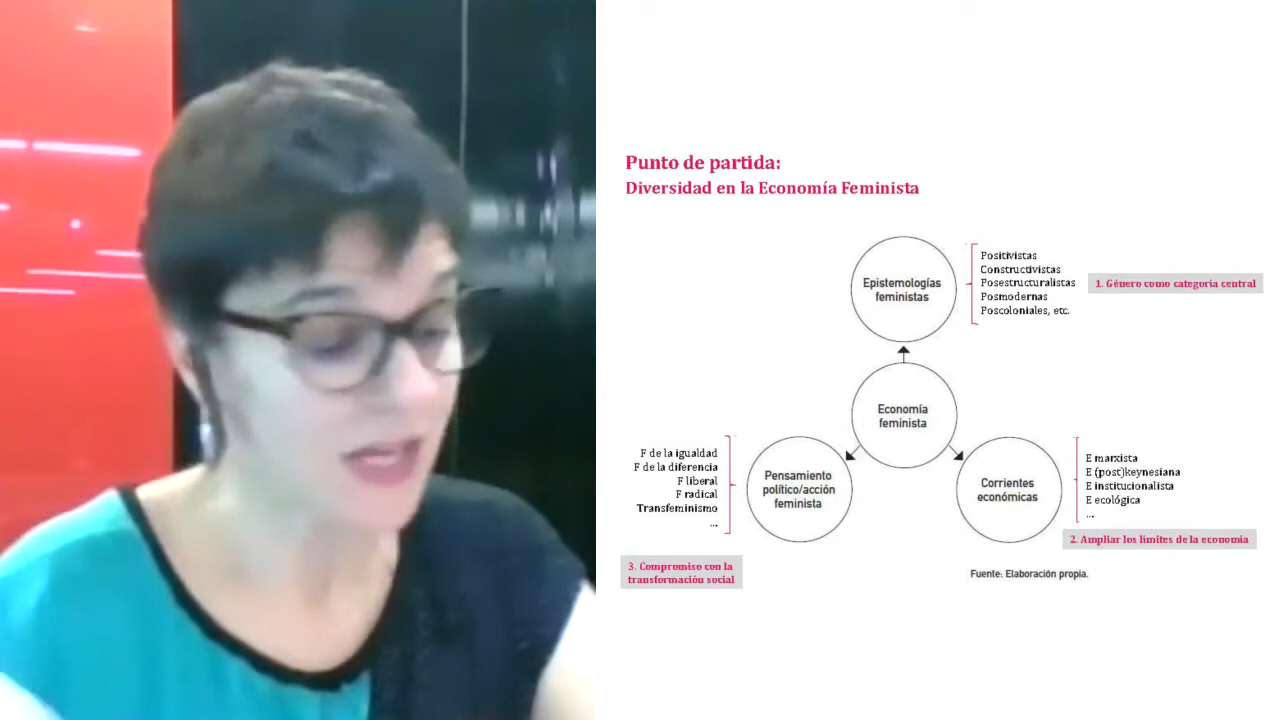 Punto de partida:
Diversidad en la Economía Feminista
Epistemologías
feministas
Positivistas
Constructivistas
Posestructuralistas
Posmodernas
Poscoloniales, etc.
1. Género como categoría central
Economía
feminista
F de la igualdad
F de la diferencia
F liberal
F radical
Transfeminismo
...
Pensamiento
político/acción
feminista
Corrientes
económicas
E marxista
E (post)keynesiana
E institucionalista
E ecológica
...
2. Ampliar los límites de la economía
3. Compromiso con la
transformación social
Fuente: Elaboración propia.